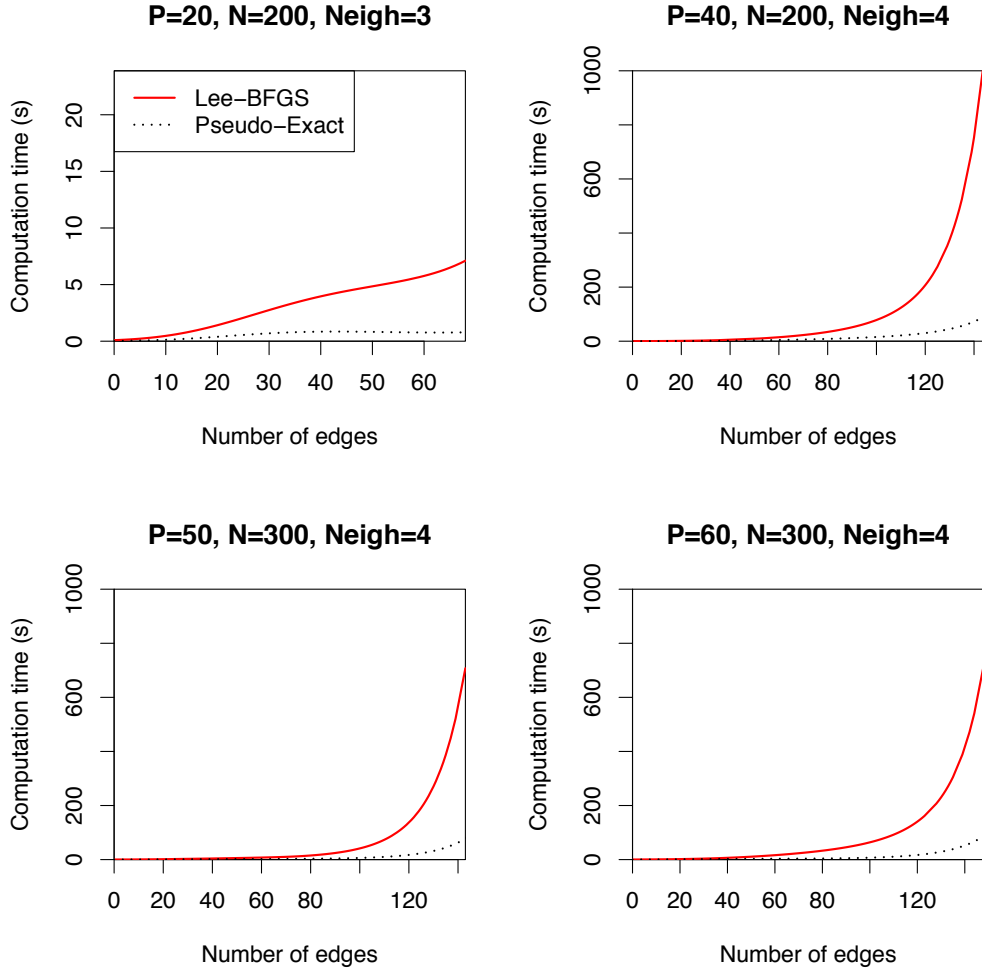 P=20, N=200, Neigh=3
Computation time (s)
0 5 10 15 20
Lee−BFGS
Pseudo−Exact
0 10 20 30 40 50 60
Number of edges
P=40, N=200, Neigh=4
Computation time (s)
0 200 600 1000
0 20 40 60 80 120
Number of edges
P=50, N=300, Neigh=4
Computation time (s)
0 200 600 1000
0 20 40 60 80 120
Number of edges
P=60, N=300, Neigh=4
Computation time (s)
0 200 600 1000
0 20 40 60 80 120
Number of edges